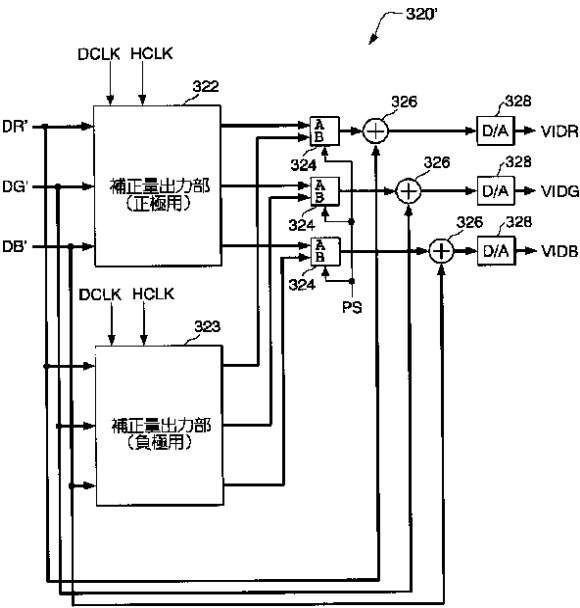 320'
DCLK HCLK
322
DR'
DG'
DB'
補正量出力部
(正極用)
A
B
324
A
B
324
A
B
324
326
326
326
328
D/A
VIDR
328
D/A
VIDG
328
D/A
VIDB
PS
DCLK HCLK
323
補正量出力部
(負極用)